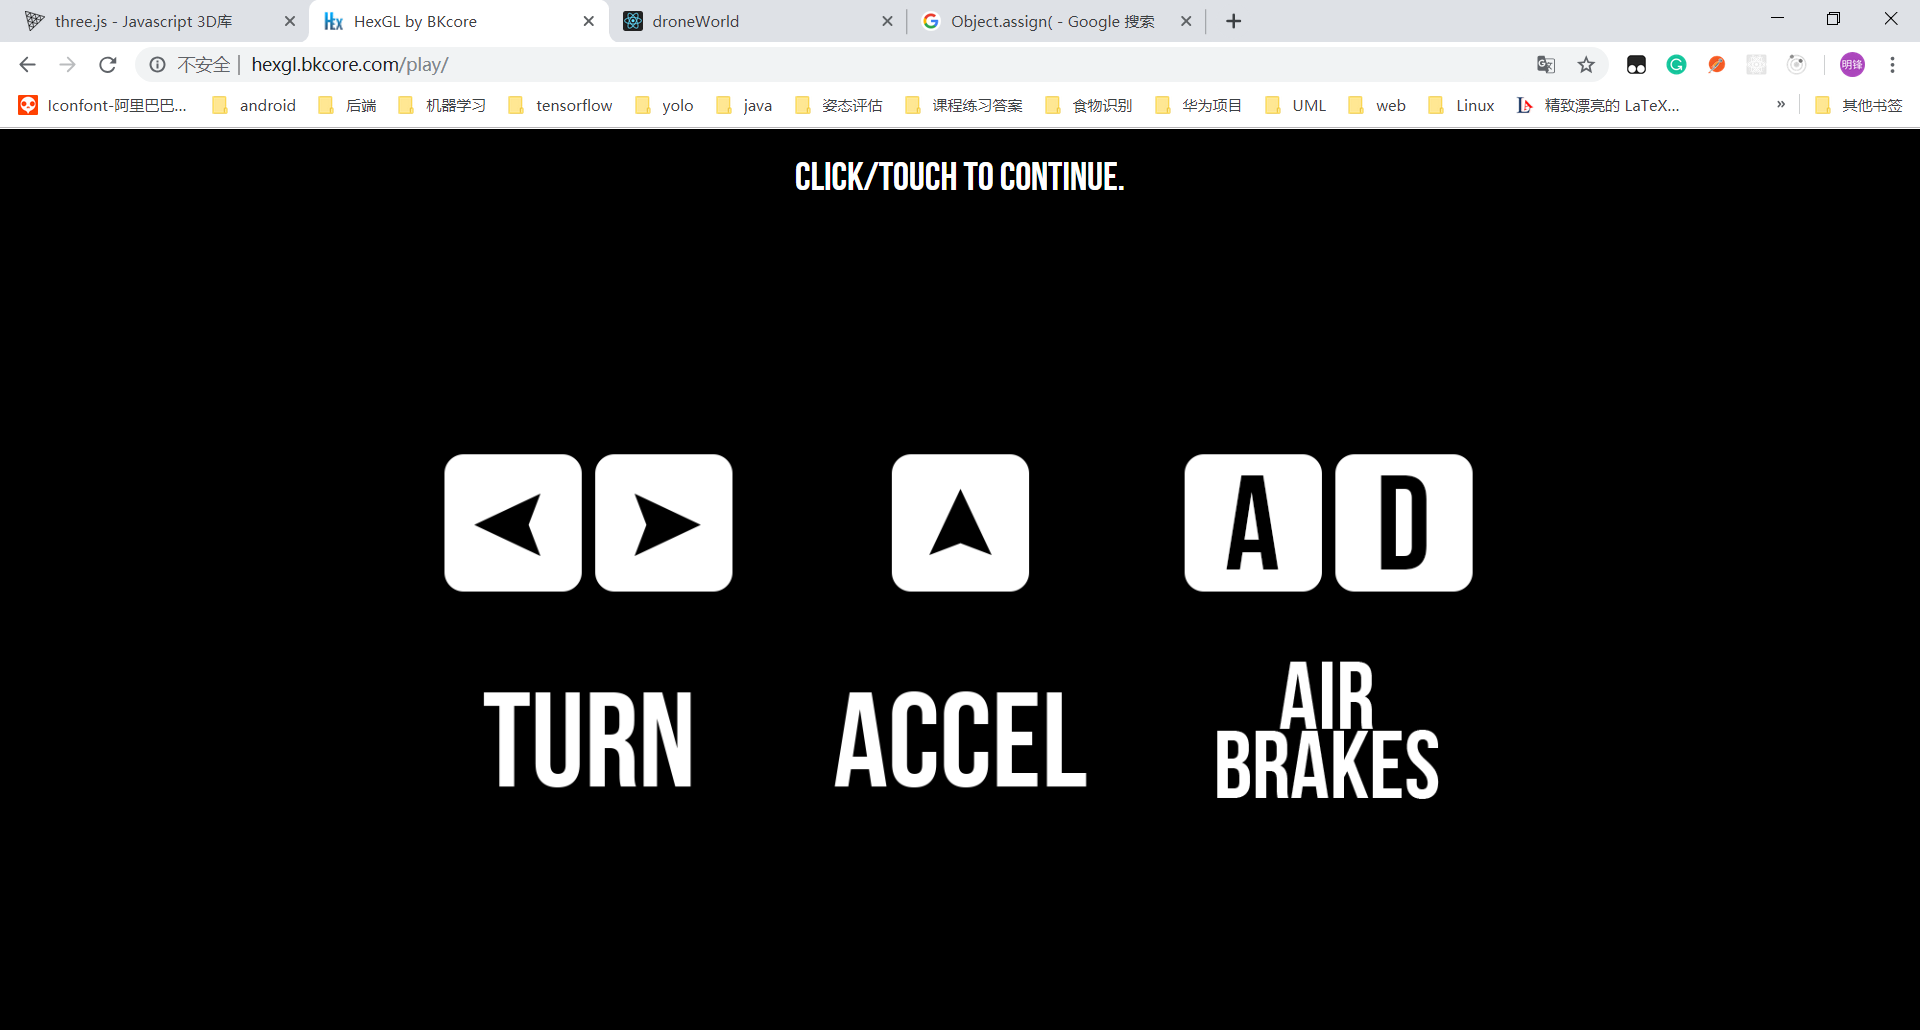 three.js - Javascript 3D库
HexGL by BKcore
droneWorld
Object.assign( - Google 搜索
不安全 | hexgl.bkcore.com/play/
明锋
Iconfont-阿里巴巴...
android
后端
机器学习
tensorflow
yolo
java
姿态评估
课程练习答案
食物识别
华为项目
UML
web
Linux
精致漂亮的 LaTeX...
»
其他书签
CLICK/TOUCH TO CONTINUE.
A D
TURN
ACCEL
AIR
BRAKES